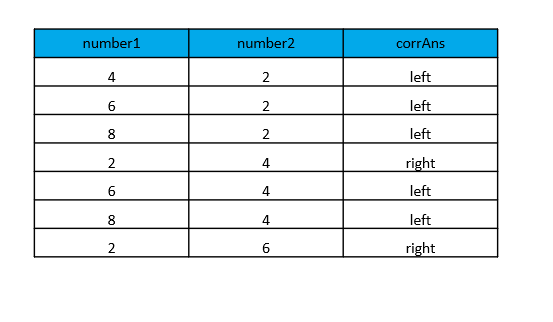 number1 number2 corrAns
4 2 left
6 2 left
8 2 left
2 4 right
6 4 left
8 4 left
2 6 right